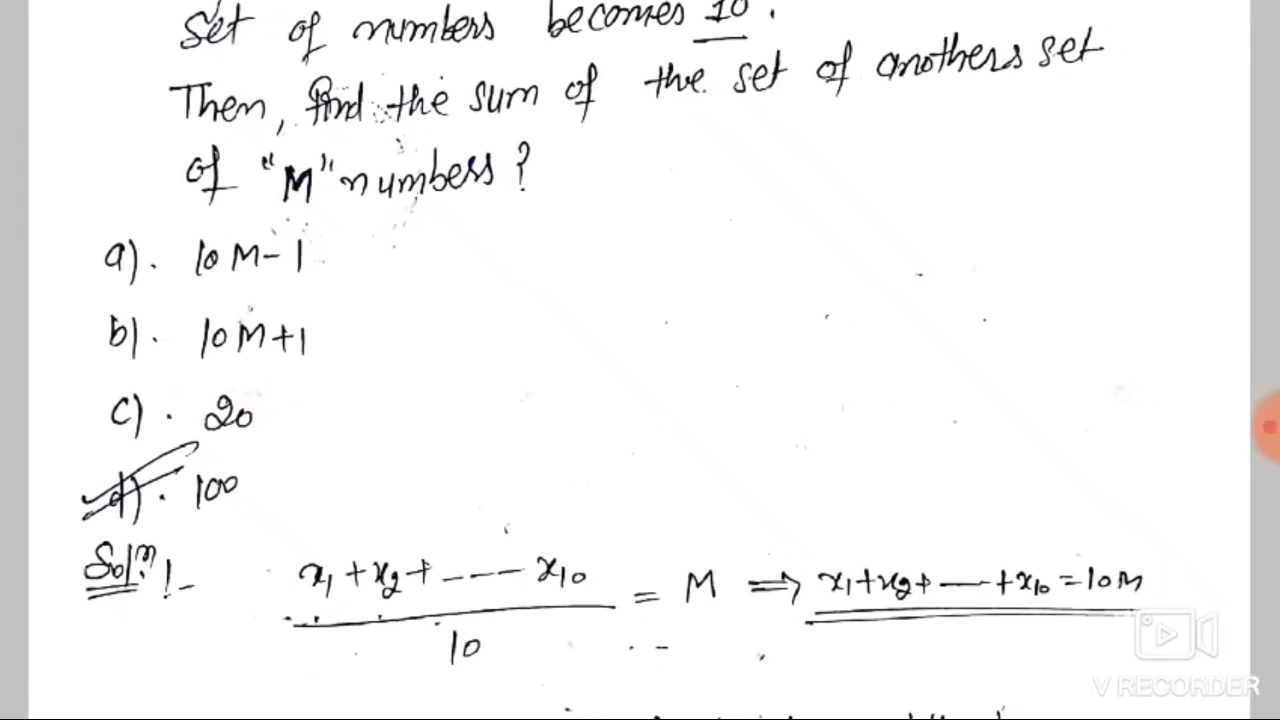 Set of numbers becomes 10.
Then, find the sum of the set of anothers set
of "M" numbers?
a). 10M-1
b). 10M+1
c). 20
d). 100
Solⁿ:-
x₁+x₂+----x₁₀ / 10 = M ⟹ x₁+x₂+—+x₁₀=10M
V RECORDER